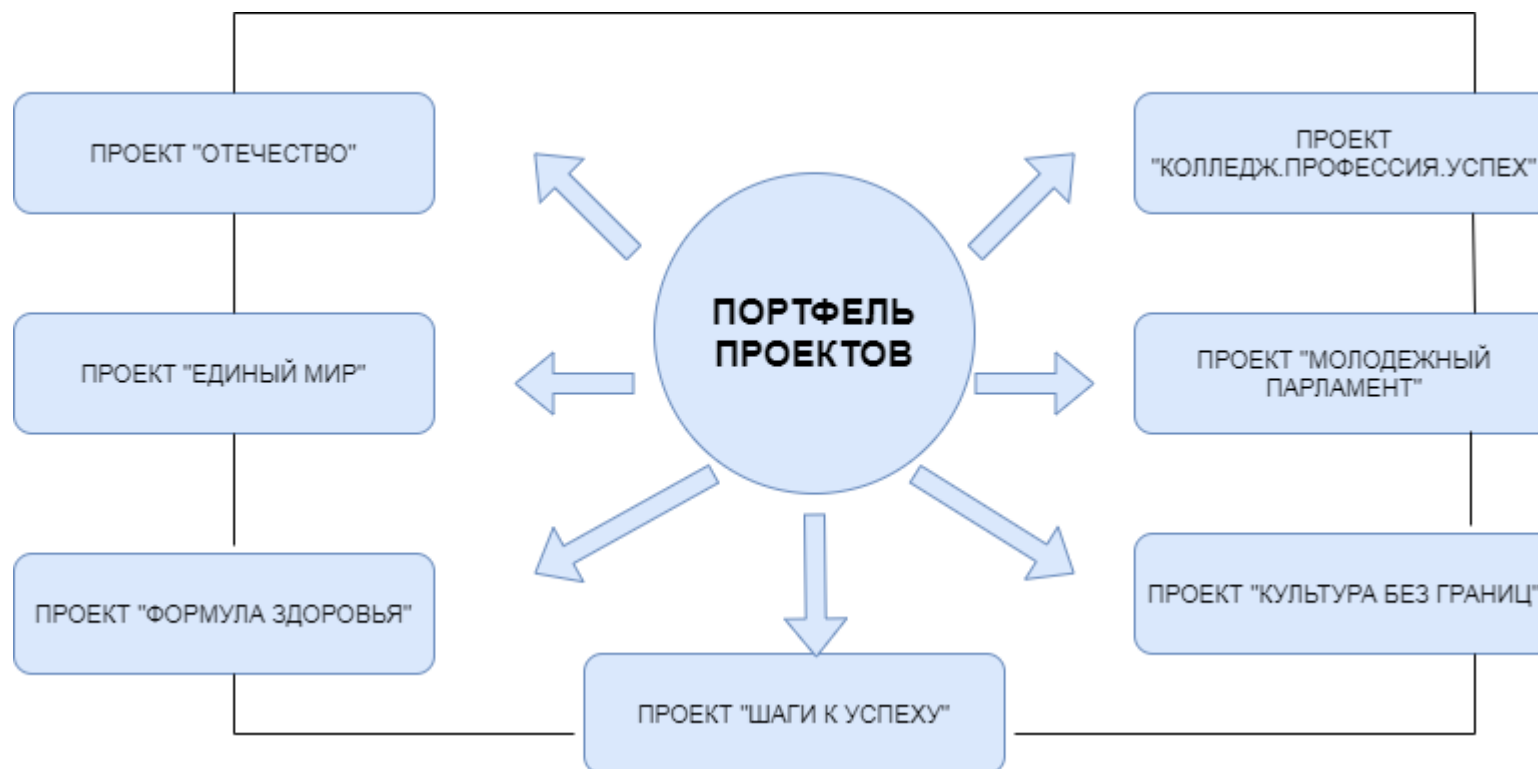 ПРОЕКТ "ОТЕЧЕСТВО"
ПРОЕКТ
"КОЛЛЕДЖ.ПРОФЕССИЯ.УСПЕХ"
ПОРТФЕЛЬ
ПРОЕКТОВ
ПРОЕКТ "ЕДИНЫЙ МИР"
ПРОЕКТ "МОЛОДЕЖНЫЙ
ПАРЛАМЕНТ"
ПРОЕКТ "ФОРМУЛА ЗДОРОВЬЯ"
ПРОЕКТ "КУЛЬТУРА БЕЗ ГРАНИЦ"
ПРОЕКТ "ШАГИ К УСПЕХУ"